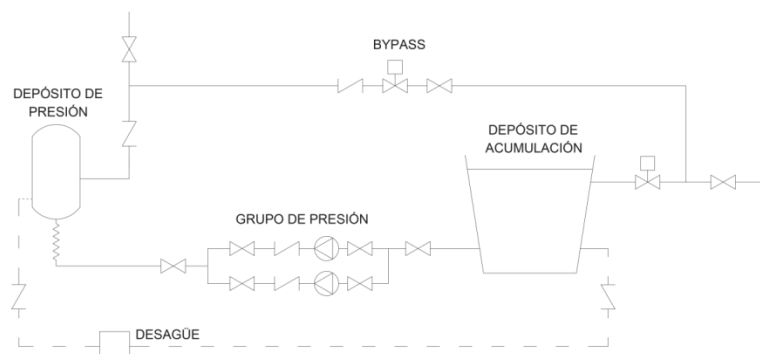 BYPASS
DEPÓSITO DE
PRESIÓN
DEPÓSITO DE
ACUMULACIÓN
GRUPO DE PRESIÓN
DESAGÜE